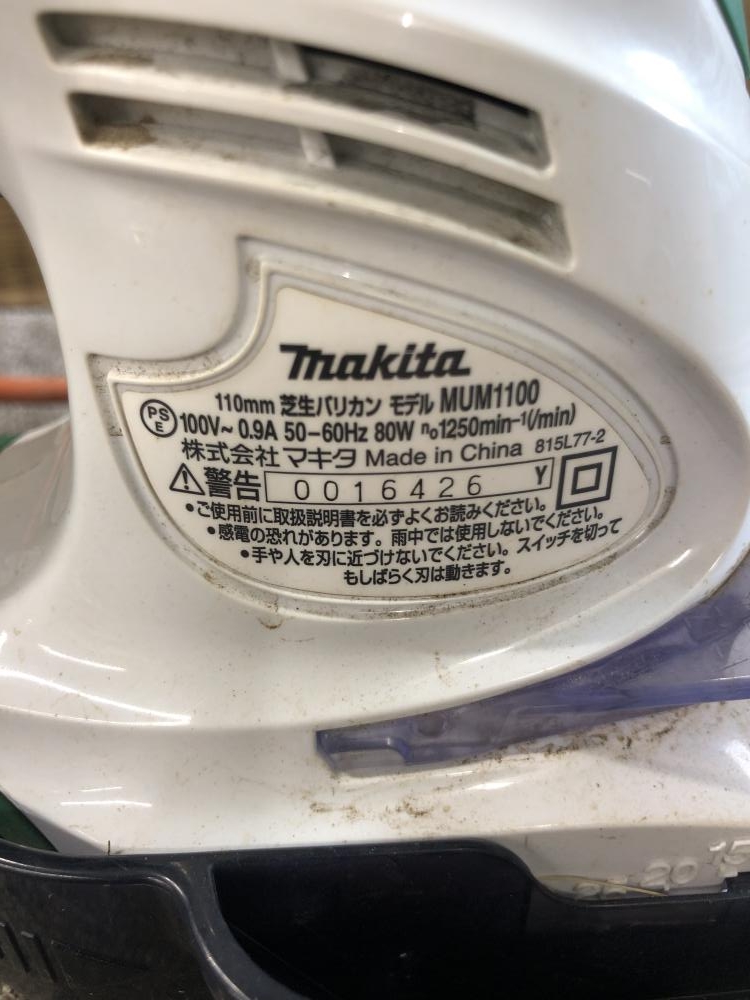 makita
110mm 芝生バリカン モデル MUM1100
PS E 100V~ 0.9A 50-60Hz 80W n₀1250min⁻¹(/min)
株式会社マキタ Made in China 815L77-2
警告 0016426 Y
•ご使用前に取扱説明書を必ずよくお読みください。
•感電の恐れがあります。雨中では使用しないでください。
•手や人を刃に近づけないでください。スイッチを切って
もしばらく刃は動きます。
20 15